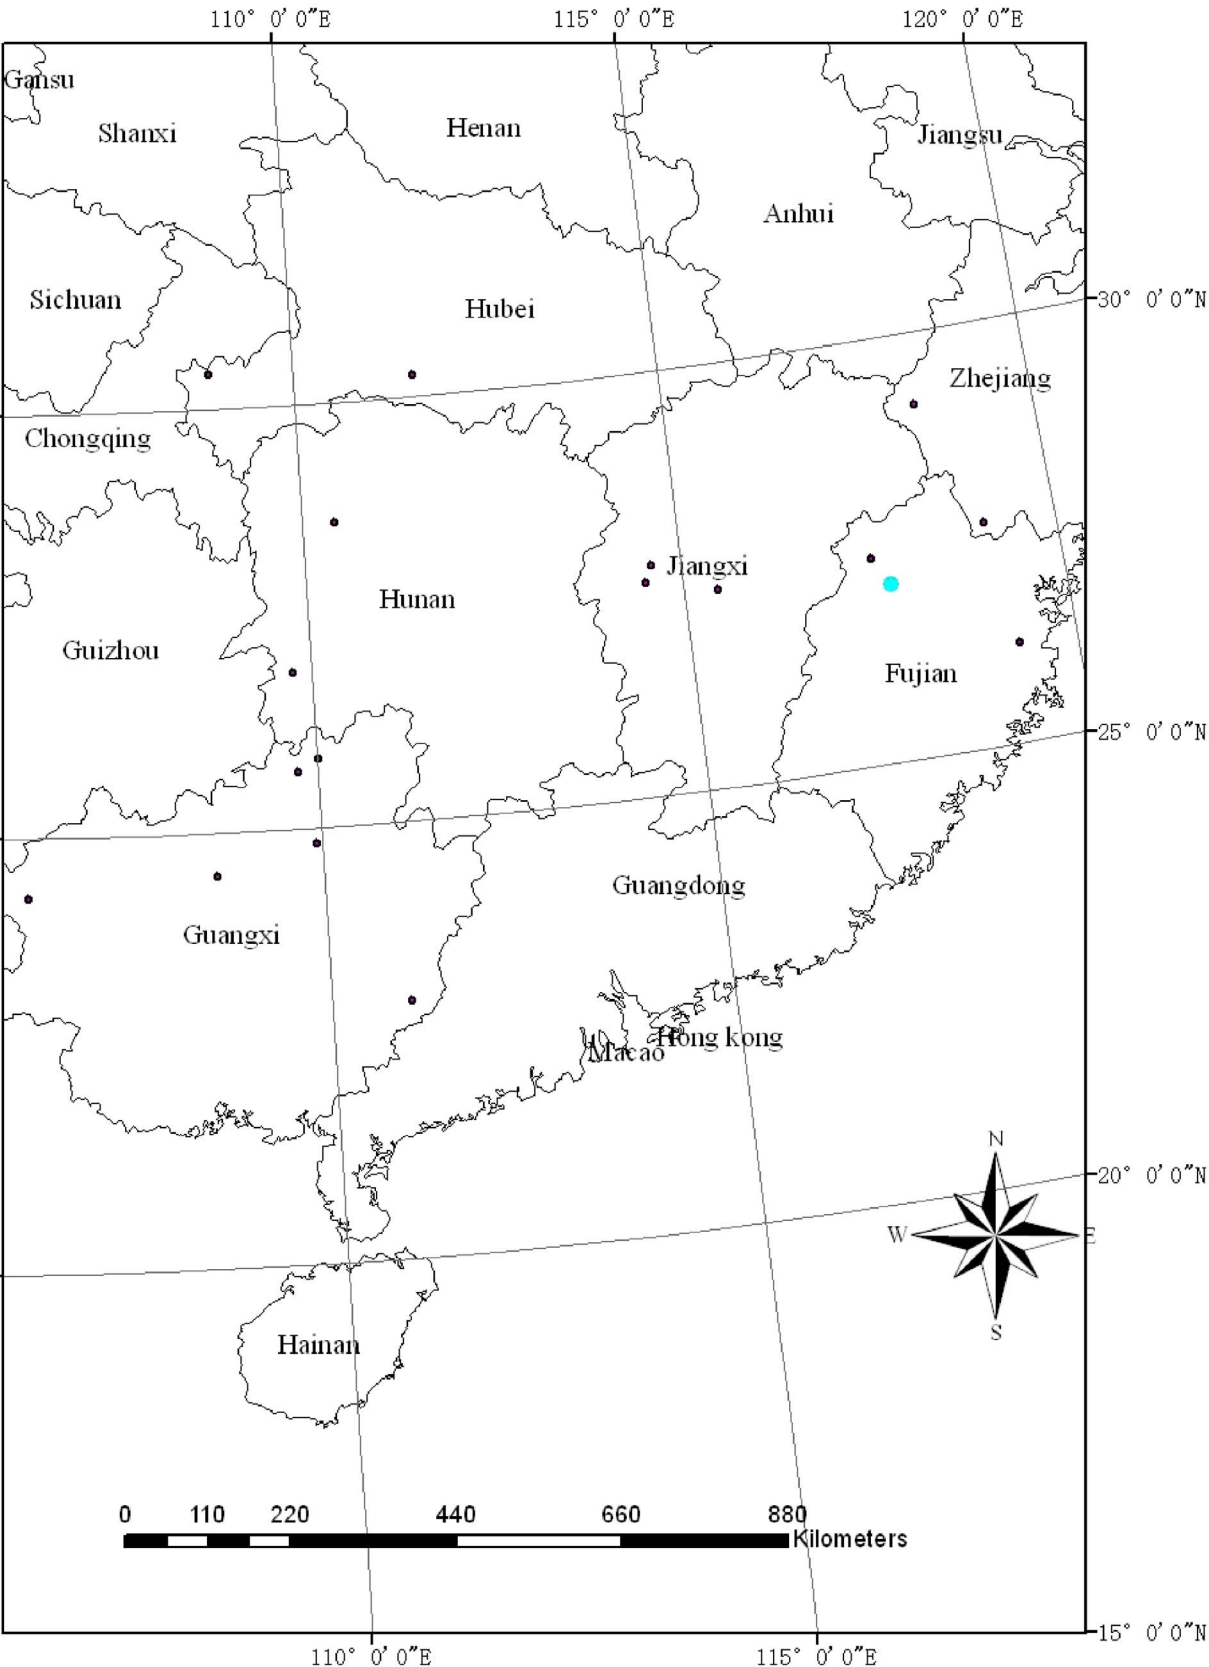 110° 0′0″E 115° 0′0″E 120° 0′0″E
Gansu
Shanxi
Henan
Jiangsu
Anhui
Sichuan
Hubei
30° 0′0″N
Zhejiang
Chongqing
Jiangxi
Hunan
Guizhou
Fujian
25° 0′0″N
Guangdong
Guangxi
Hong kong
Macao
N
20° 0′0″N
W E
S
Hainan
0 110 220 440 660 880
Kilometers
15° 0′0″N
110° 0′0″E 115° 0′0″E